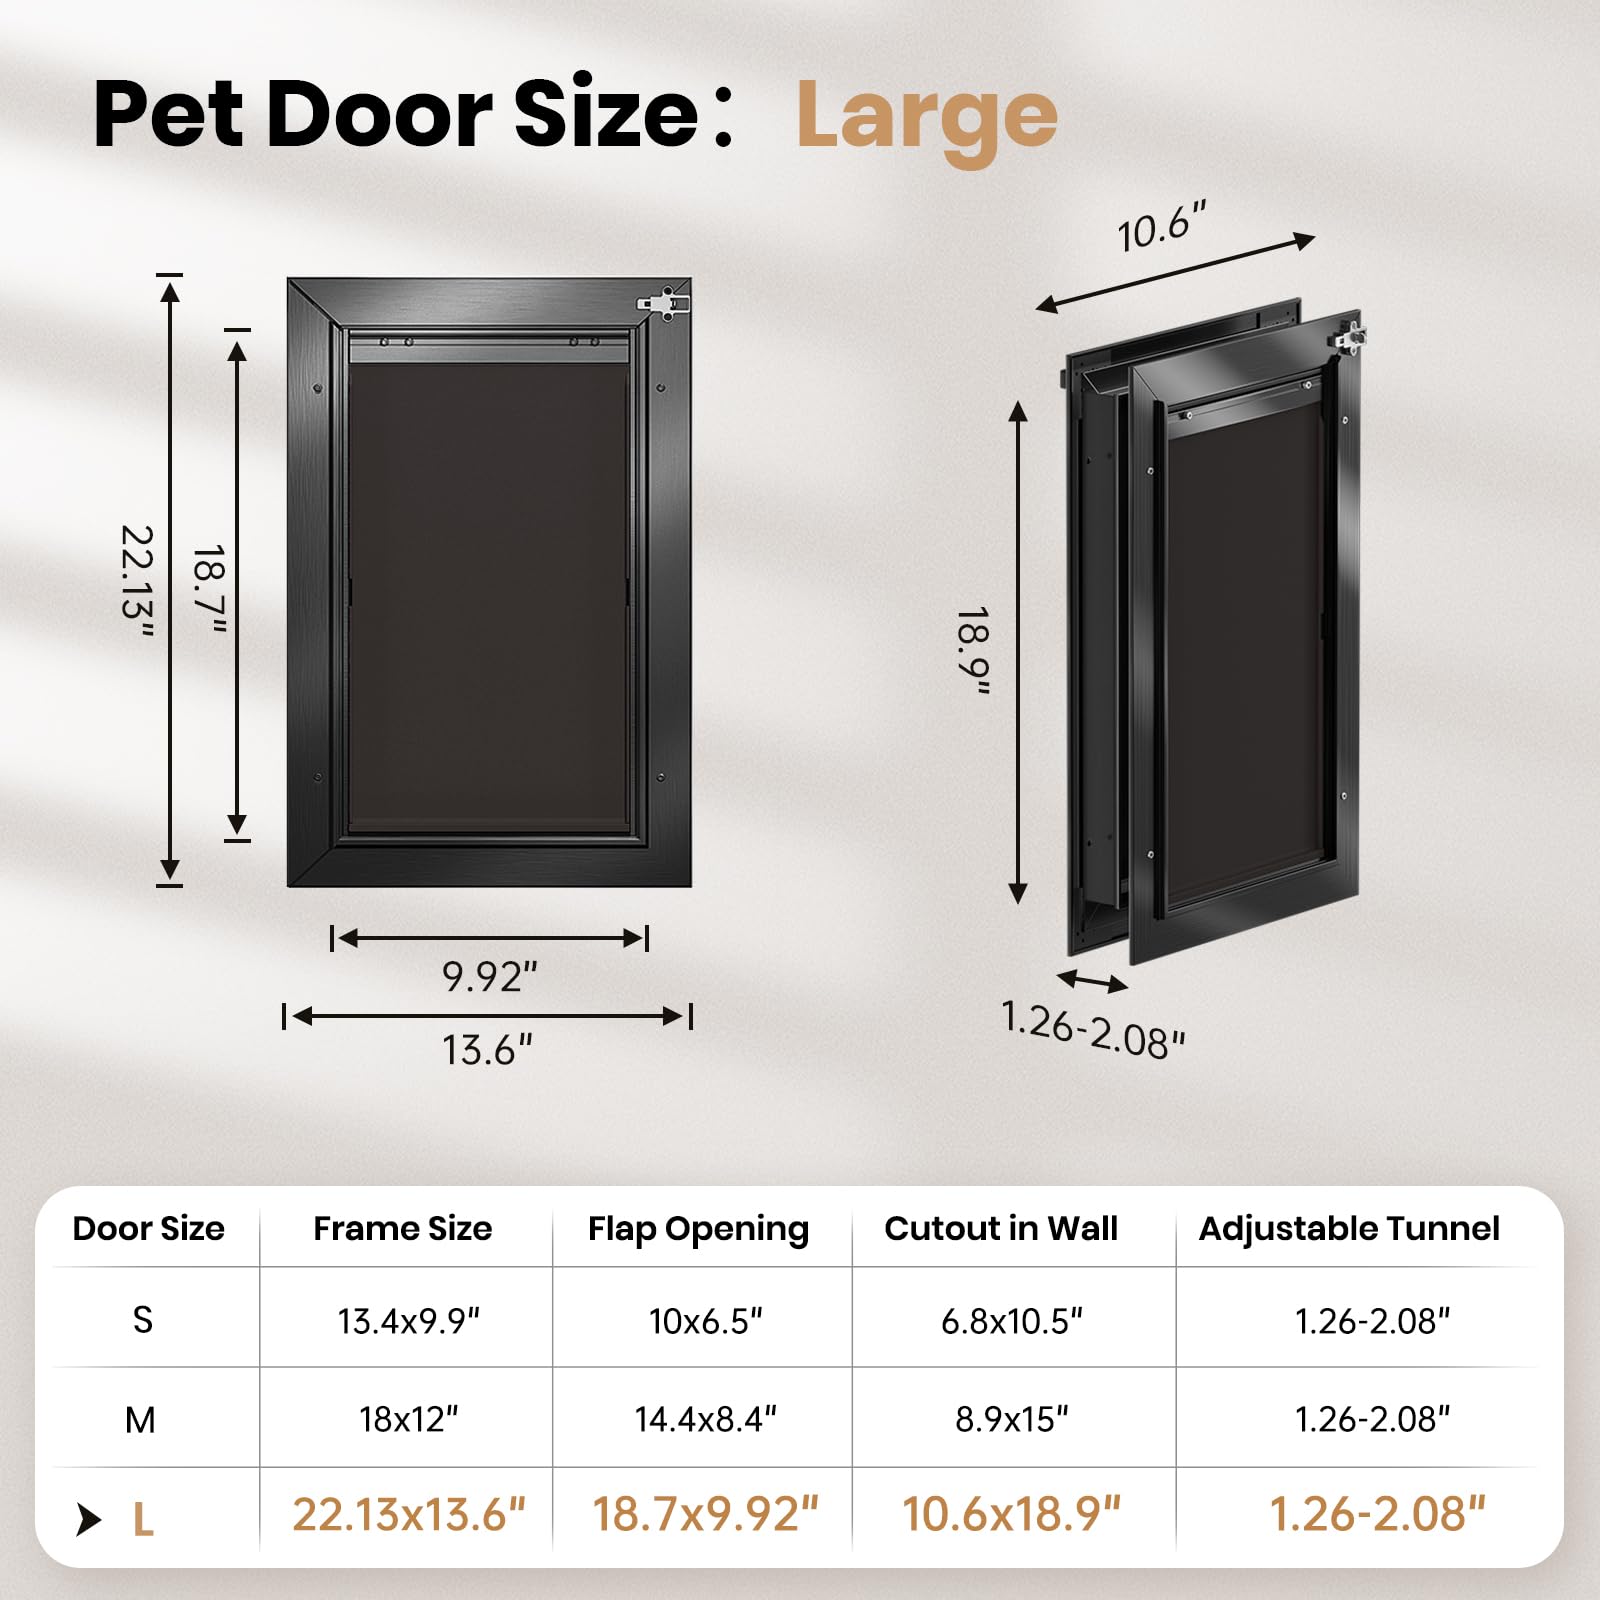 Pet Door Size： Large
10.6"
22.13"
18.7"
18.9"
9.92"
13.6"
1.26-2.08"
Door Size Frame Size Flap Opening Cutout in Wall Adjustable Tunnel
S 13.4x9.9" 10x6.5" 6.8x10.5" 1.26-2.08"
M 18x12" 14.4x8.4" 8.9x15" 1.26-2.08"
L 22.13x13.6" 18.7x9.92" 10.6x18.9" 1.26-2.08"